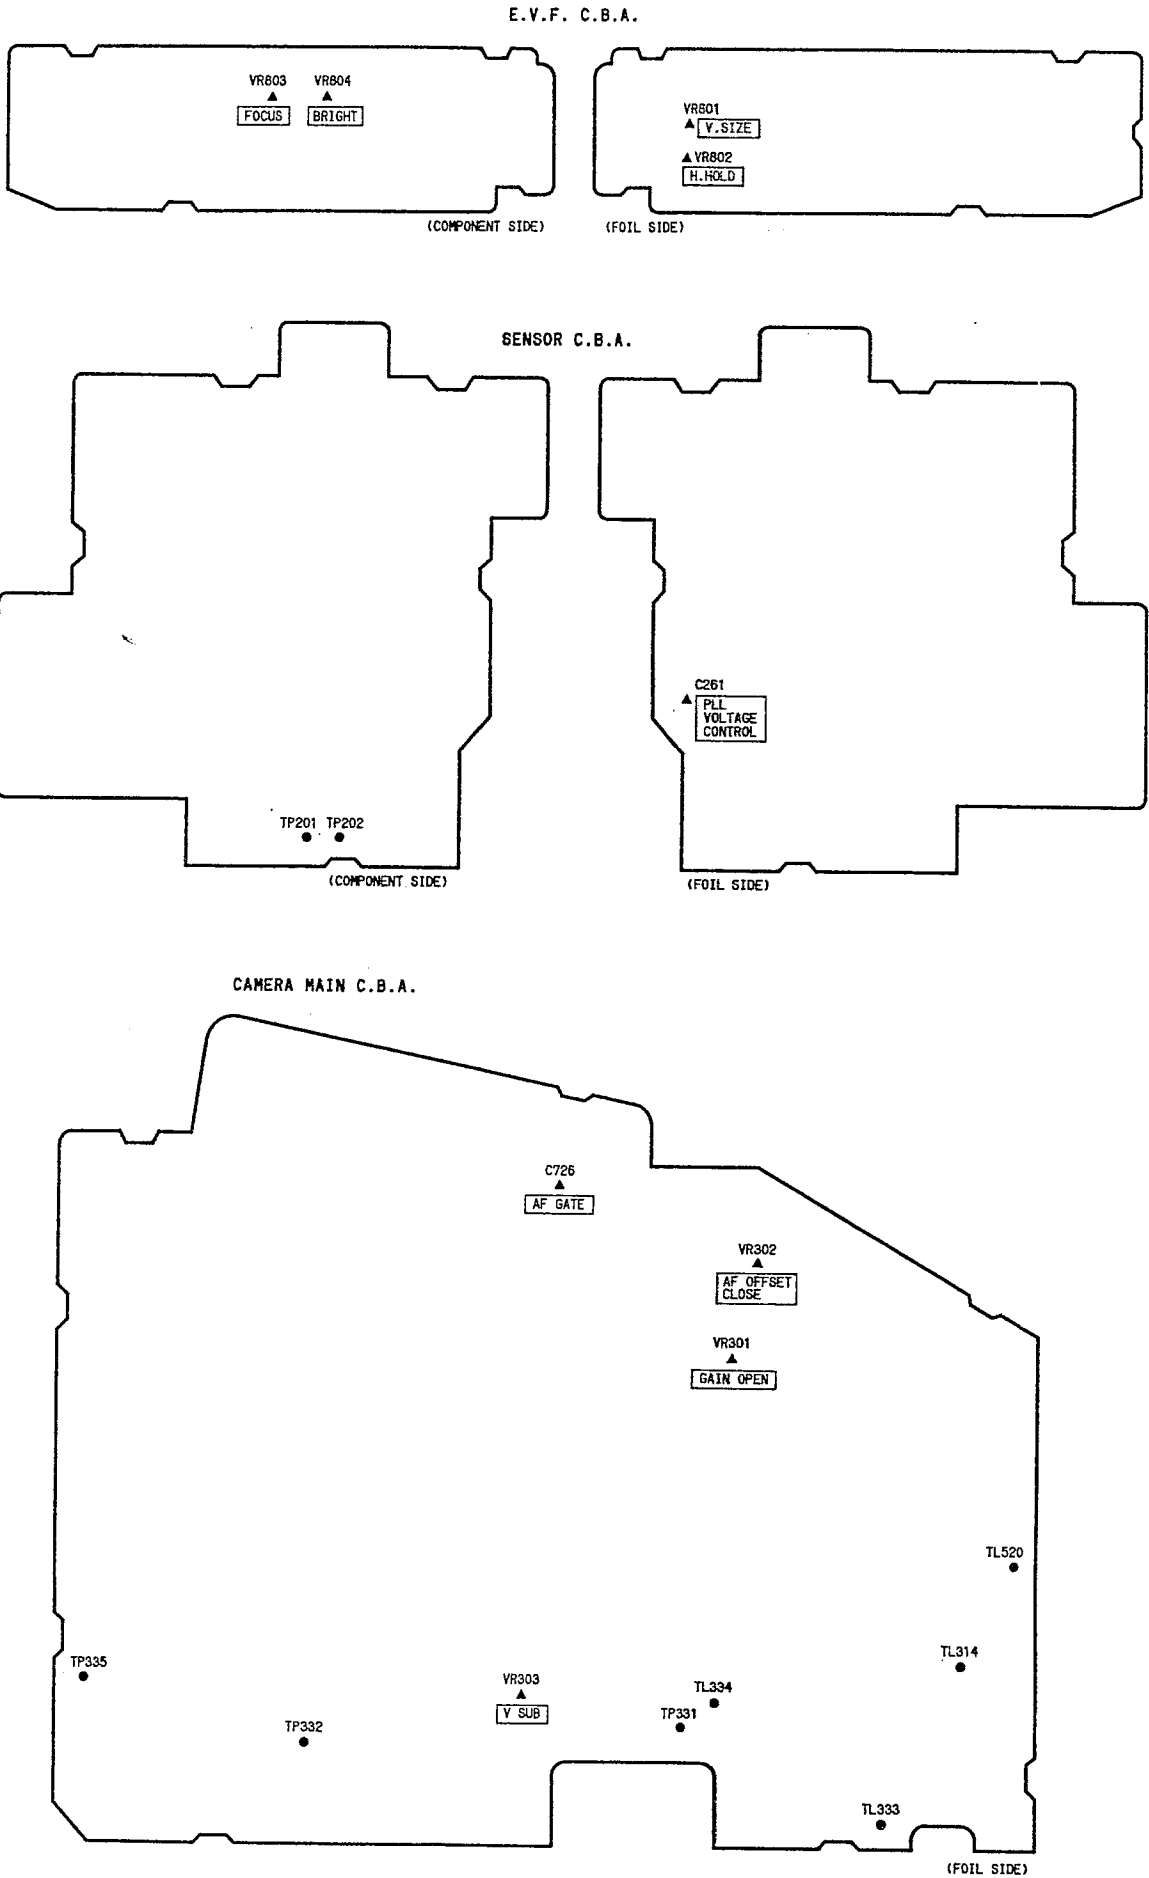 E.V.F. C.B.A.
VR803 VR804
FOCUS BRIGHT
VR801
V.SIZE
VR802
H.HOLD
(COMPONENT SIDE) (FOIL SIDE)
SENSOR C.B.A.
C261
PLL
VOLTAGE
CONTROL
TP201 TP202
(COMPONENT SIDE) (FOIL SIDE)
CAMERA MAIN C.B.A.
C726
AF GATE
VR302
AF OFFSET
CLOSE
VR301
GAIN OPEN
TL520
TL314
TP335
VR303
V SUB
TL334
TP331
TP332
TL333
(FOIL SIDE)